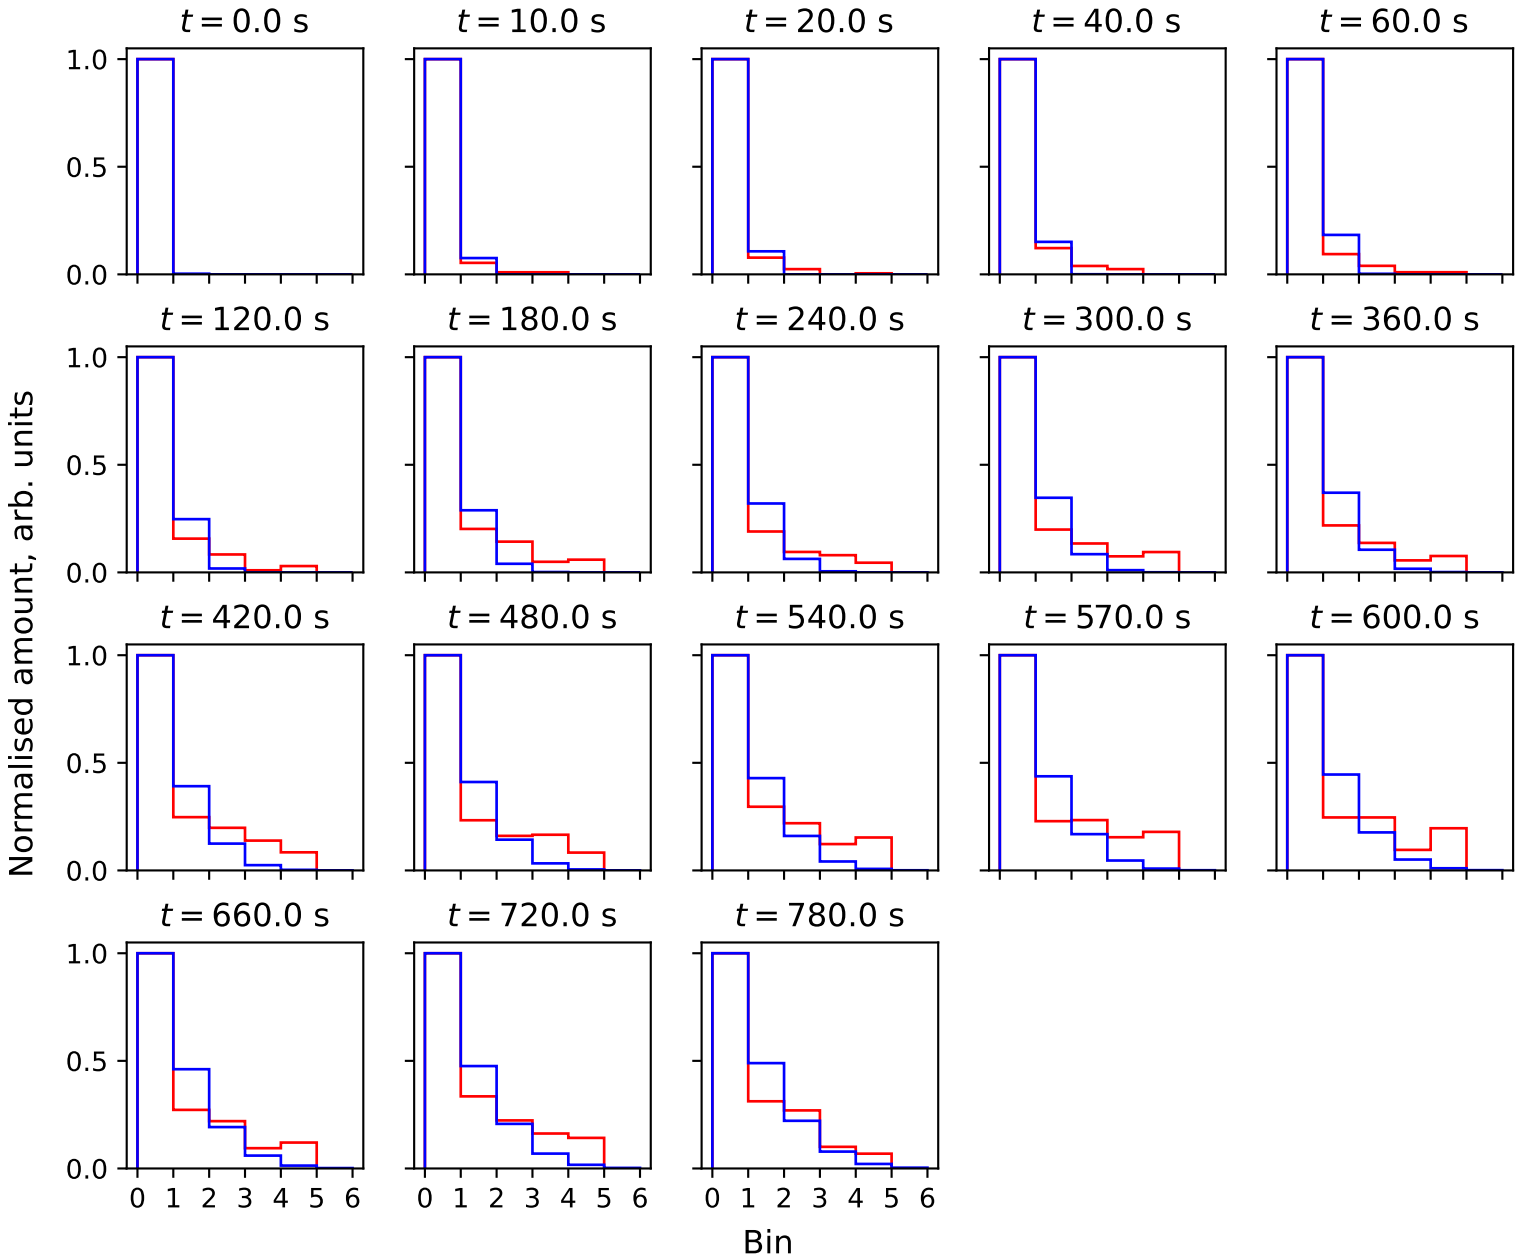 t = 0.0 s
t = 10.0 s
t = 20.0 s
t = 40.0 s
t = 60.0 s
1.0
0.5
0.0
t = 120.0 s
t = 180.0 s
t = 240.0 s
t = 300.0 s
t = 360.0 s
1.0
0.5
0.0
t = 420.0 s
t = 480.0 s
t = 540.0 s
t = 570.0 s
t = 600.0 s
1.0
0.5
0.0
t = 660.0 s
t = 720.0 s
t = 780.0 s
1.0
0.5
0.0
0 1 2 3 4 5 6
0 1 2 3 4 5 6
0 1 2 3 4 5 6
Normalised amount, arb. units
Bin